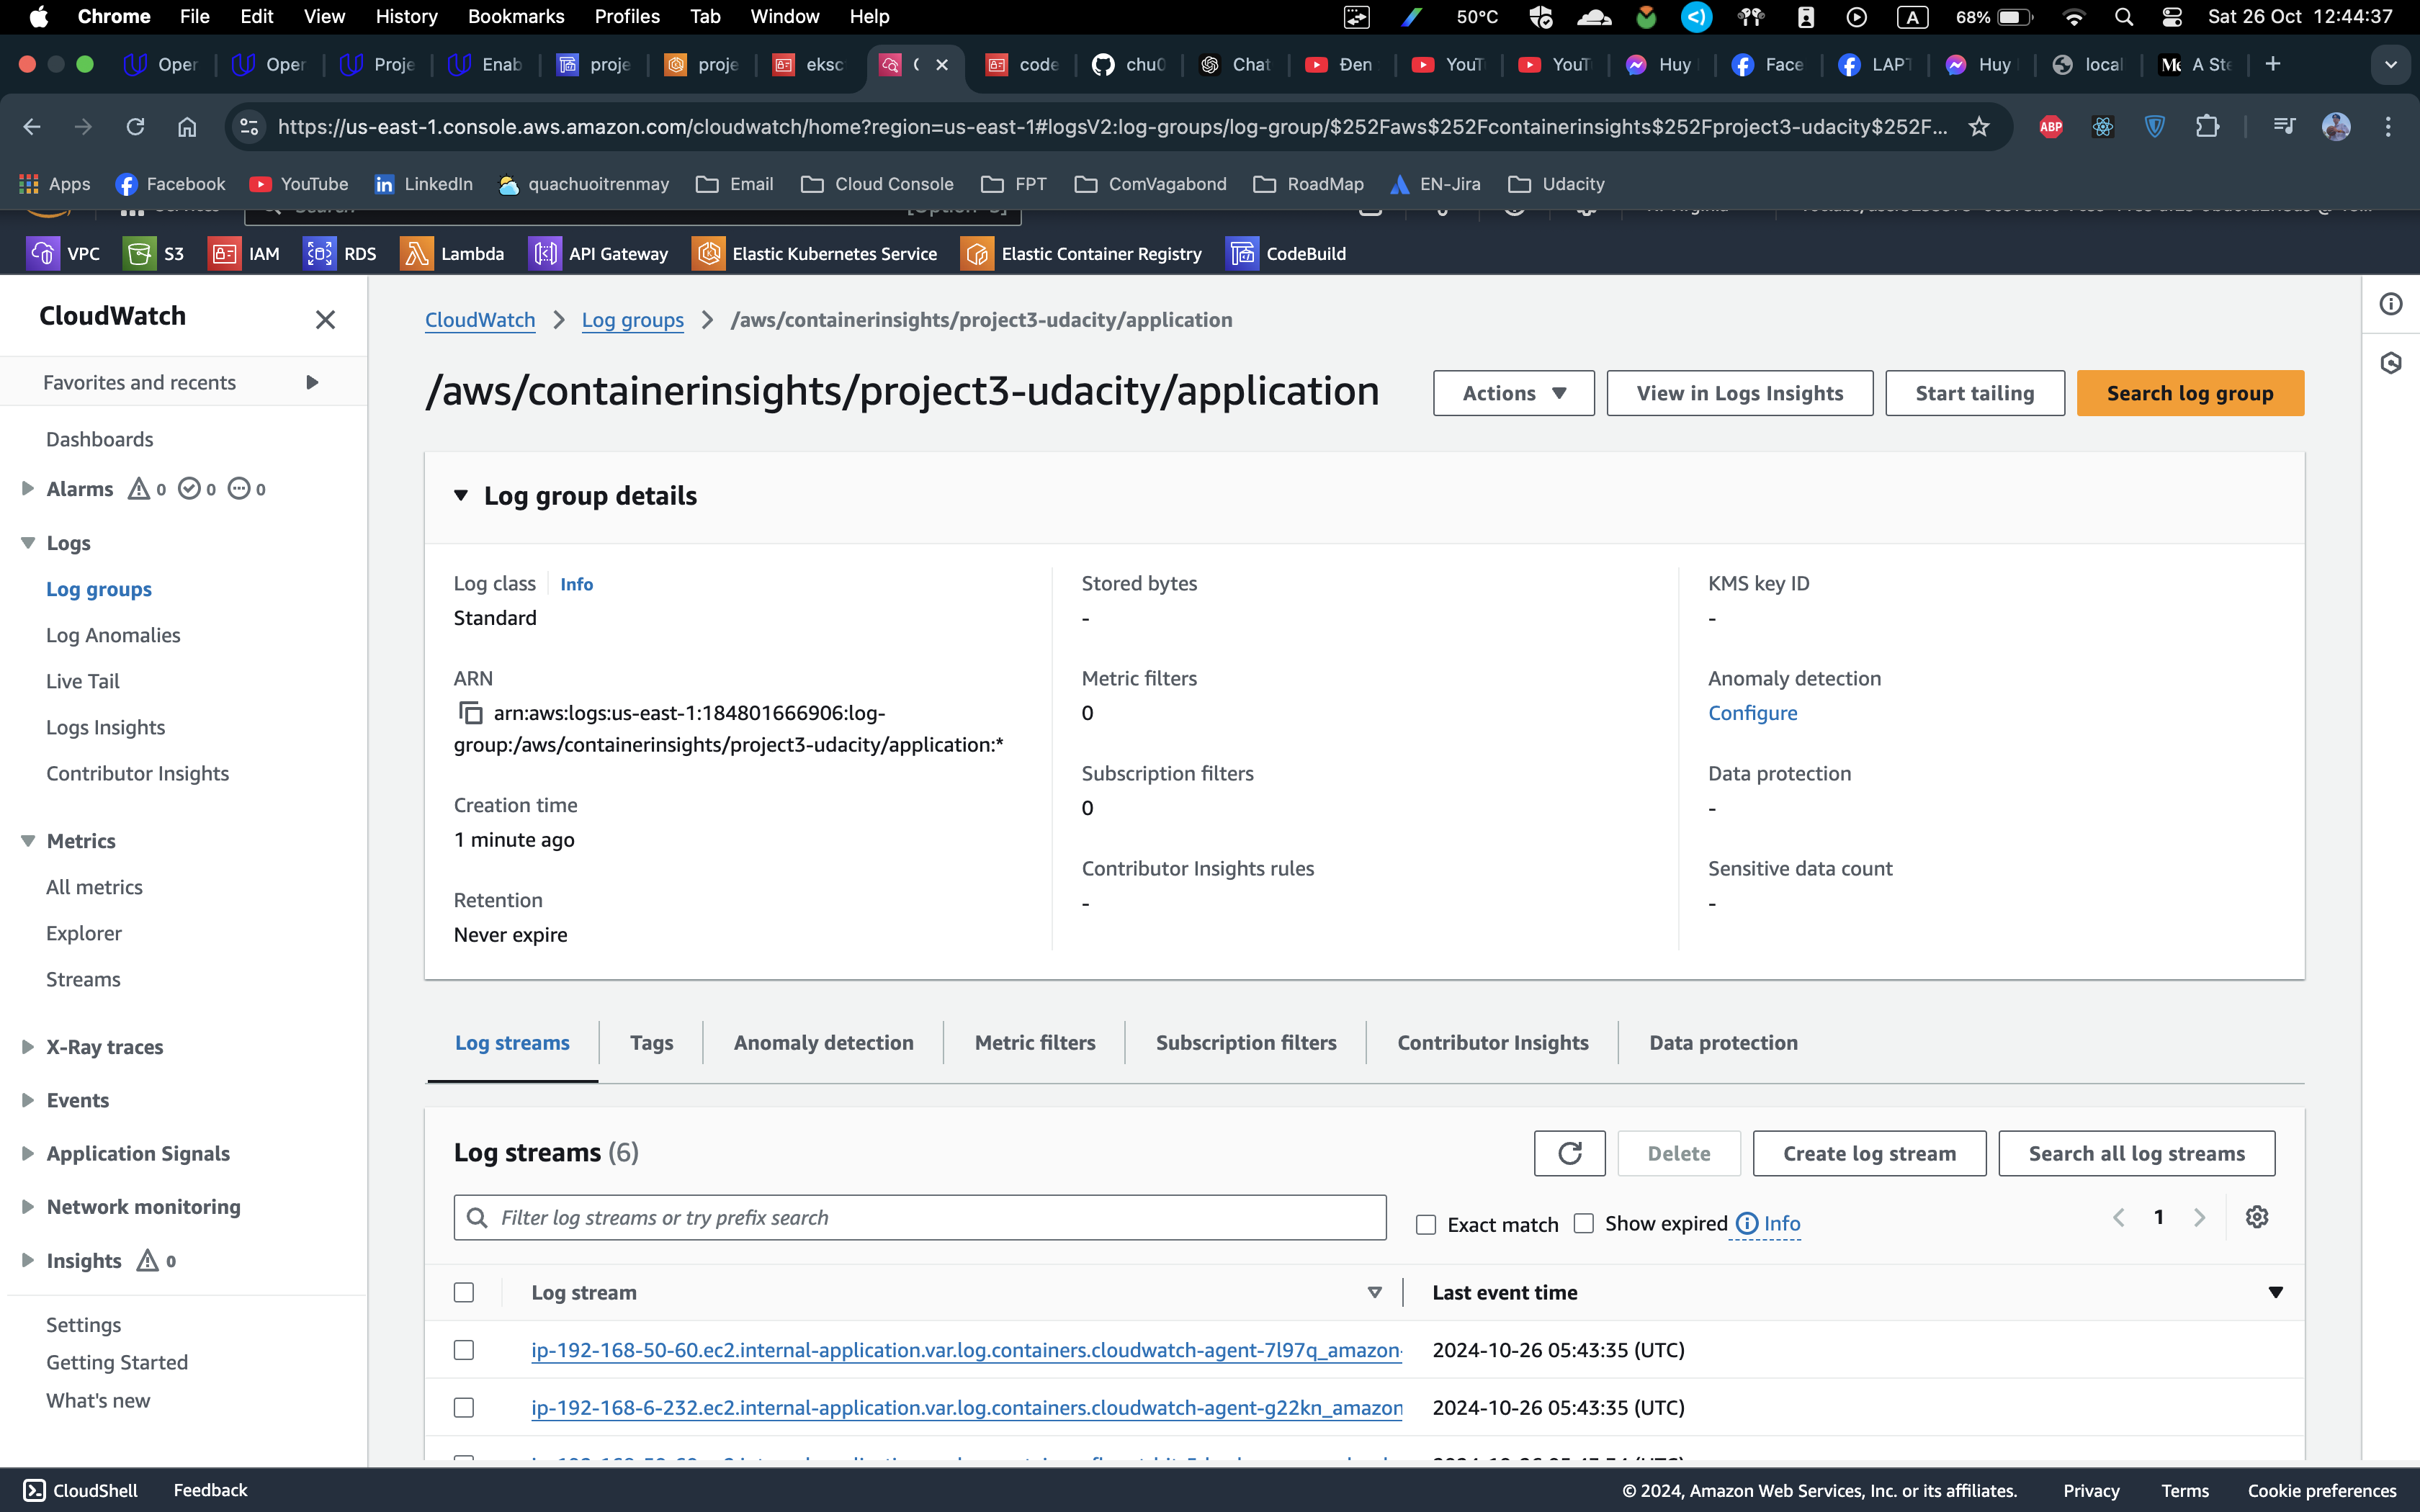 Chrome File Edit View History Bookmarks Profiles Tab Window Help 50°C A 68% Sat 26 Oct 12:44:37
Oper Oper Proje Enab proje proje eksc code chu0 Chat Đen YouT YouT Huy Face LAPT Huy local A Ste
https://us-east-1.console.aws.amazon.com/cloudwatch/home?region=us-east-1#logsV2:log-groups/log-group/$252Faws$252Fcontainerinsights$252Fproject3-udacity$252F... ABP
Apps Facebook YouTube LinkedIn quachuoitrenmay Email Cloud Console FPT ComVagabond RoadMap EN-Jira Udacity
VPC S3 IAM RDS Lambda API Gateway Elastic Kubernetes Service Elastic Container Registry CodeBuild
CloudWatch
Favorites and recents
Dashboards
Alarms 0 0 0
Logs
Log groups
Log Anomalies
Live Tail
Logs Insights
Contributor Insights
Metrics
All metrics
Explorer
Streams
X-Ray traces
Events
Application Signals
Network monitoring
Insights 0
Settings
Getting Started
What's new
CloudWatch > Log groups > /aws/containerinsights/project3-udacity/application
/aws/containerinsights/project3-udacity/application
Actions View in Logs Insights Start tailing Search log group
Log group details
Log class Info
Standard
ARN
arn:aws:logs:us-east-1:184801666906:log-
group:/aws/containerinsights/project3-udacity/application:*
Creation time
1 minute ago
Retention
Never expire
Stored bytes
-
Metric filters
0
Subscription filters
0
Contributor Insights rules
-
KMS key ID
-
Anomaly detection
Configure
Data protection
-
Sensitive data count
-
Log streams Tags Anomaly detection Metric filters Subscription filters Contributor Insights Data protection
Log streams (6)
Delete Create log stream Search all log streams
Filter log streams or try prefix search
Exact match Show expired Info
1
Log stream Last event time
ip-192-168-50-60.ec2.internal-application.var.log.containers.cloudwatch-agent-7l97q_amazon- 2024-10-26 05:43:35 (UTC)
ip-192-168-6-232.ec2.internal-application.var.log.containers.cloudwatch-agent-g22kn_amazon 2024-10-26 05:43:35 (UTC)
CloudShell Feedback © 2024, Amazon Web Services, Inc. or its affiliates. Privacy Terms Cookie preferences